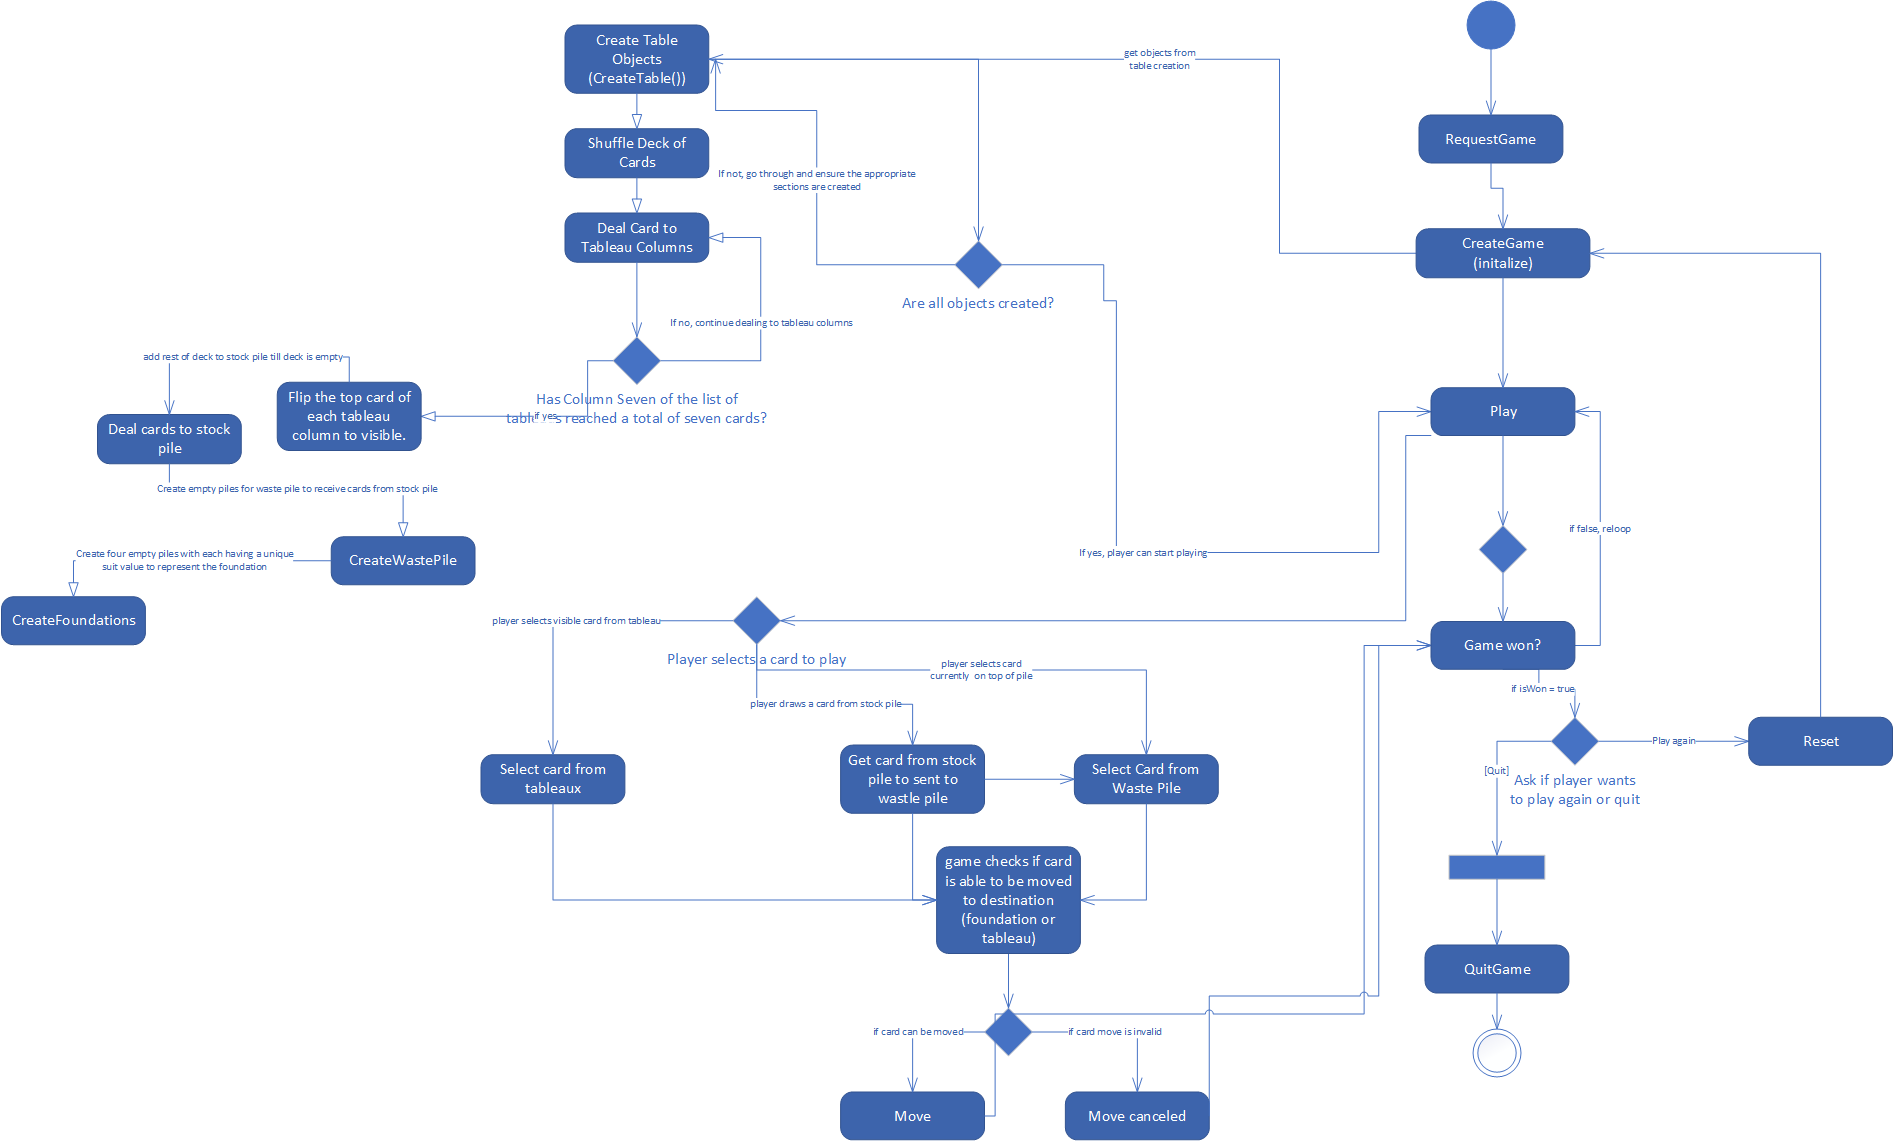 Create Table
Objects
(CreateTable())
get objects from
table creation
RequestGame
Shuffle Deck of
Cards
If not, go through and ensure the appropriate
sections are created
Deal Card to
Tableau Columns
CreateGame
(initalize)
Are all objects created?
If no, continue dealing to tableau columns
add rest of deck to stock pile till deck is empty
Flip the top card of
each tableau
column to visible.
Has Column Seven of the list of
reached a total of seven cards?
if yes
Deal cards to stock
pile
Play
Create empty piles for waste pile to receive cards from stock pile
if false, reloop
CreateWastePile
Create four empty piles with each having a unique
suit value to represent the foundation
If yes, player can start playing
CreateFoundations
player selects visible card from tableau
Player selects a card to play
player selects card
currently on top of pile
Game won?
if isWon = true
player draws a card from stock pile
Play again
Reset
[Quit]
Ask if player wants
to play again or quit
Select card from
tableaux
Get card from stock
pile to sent to
wastle pile
Select Card from
Waste Pile
game checks if card
is able to be moved
to destination
(foundation or
tableau)
QuitGame
if card can be moved
if card move is invalid
Move
Move canceled